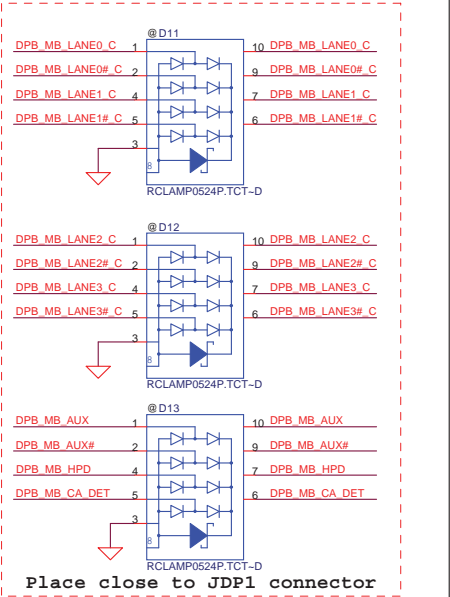 @D11
DPB_MB_LANE0_C 1 10 DPB_MB_LANE0_C
DPB_MB_LANE0#_C 2 9 DPB_MB_LANE0#_C
DPB_MB_LANE1_C 4 7 DPB_MB_LANE1_C
DPB_MB_LANE1#_C 5 6 DPB_MB_LANE1#_C
3
8
RCLAMP0524P.TCT~D
@D12
DPB_MB_LANE2_C 1 10 DPB_MB_LANE2_C
DPB_MB_LANE2#_C 2 9 DPB_MB_LANE2#_C
DPB_MB_LANE3_C 4 7 DPB_MB_LANE3_C
DPB_MB_LANE3#_C 5 6 DPB_MB_LANE3#_C
3
8
RCLAMP0524P.TCT~D
@D13
DPB_MB_AUX 1 10 DPB_MB_AUX
DPB_MB_AUX# 2 9 DPB_MB_AUX#
DPB_MB_HPD 4 7 DPB_MB_HPD
DPB_MB_CA_DET 5 6 DPB_MB_CA_DET
3
8
RCLAMP0524P.TCT~D
Place close to JDP1 connector